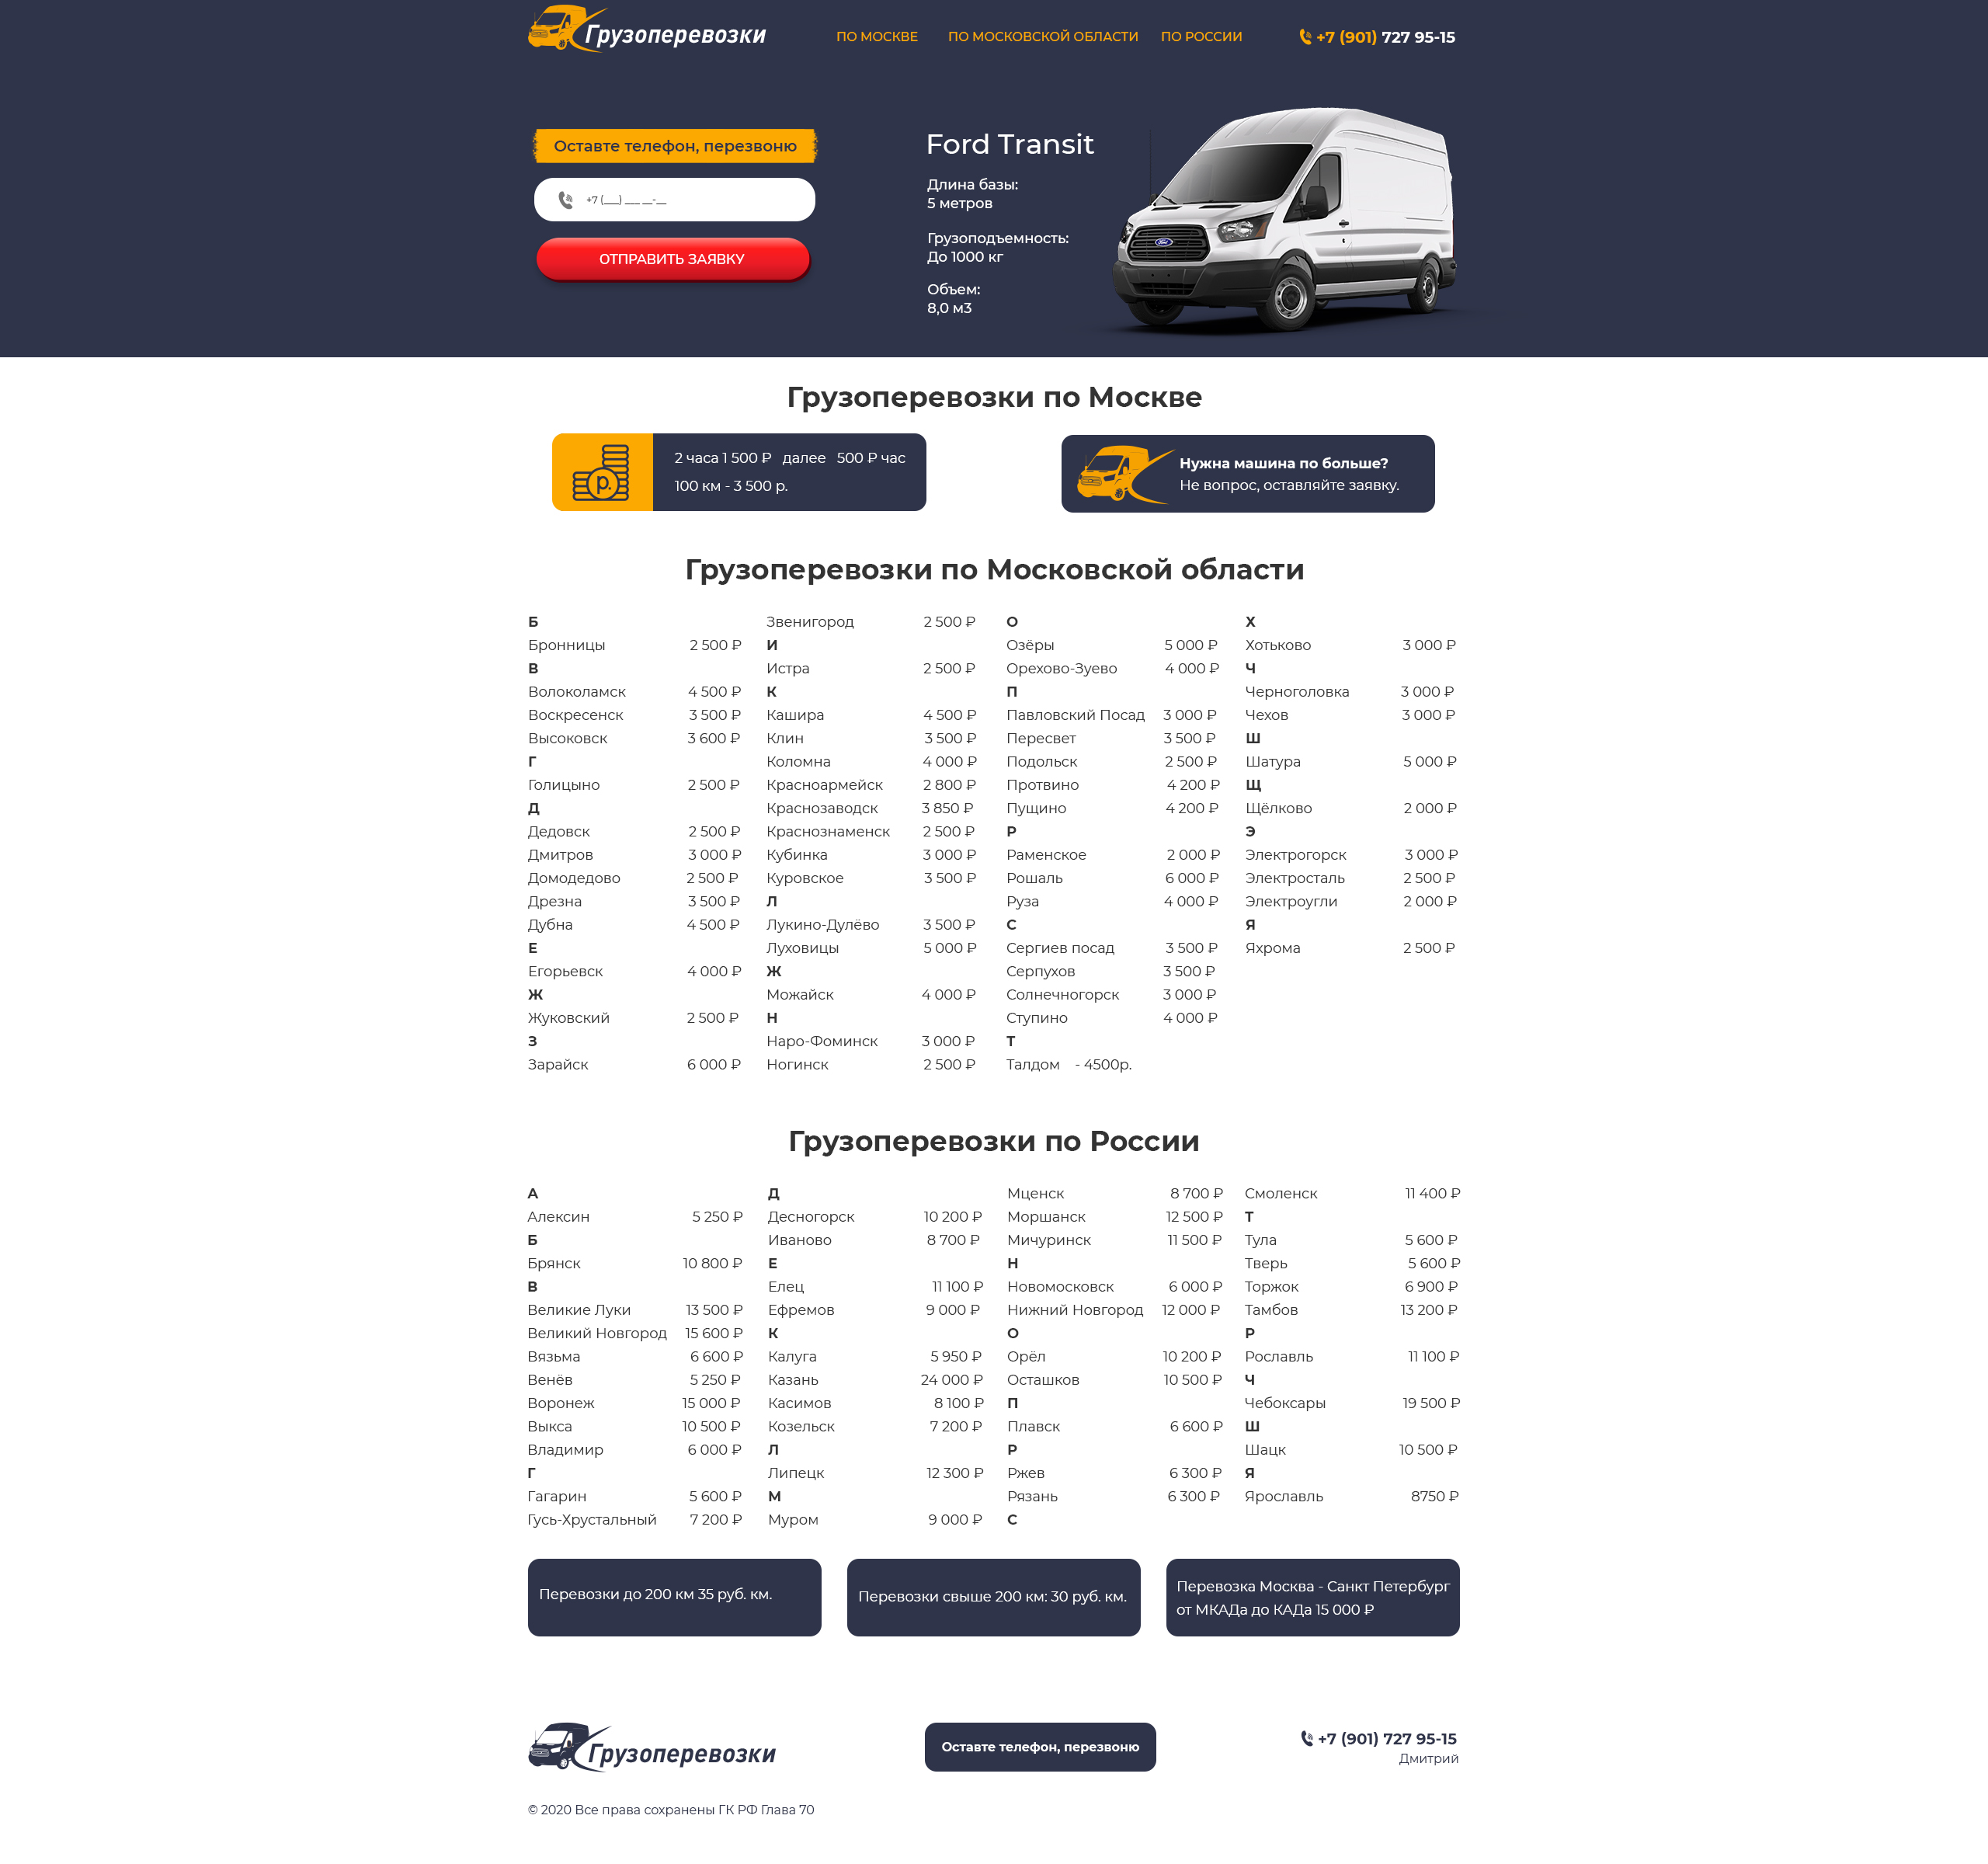 Грузоперевозки
ПО МОСКВЕ
ПО МОСКОВСКОЙ ОБЛАСТИ
ПО РОССИИ
+7 (901) 727 95-15
Оставте телефон, перезвоню
+7 (___) ___ __-__
ОТПРАВИТЬ ЗАЯВКУ
Ford Transit
Длина базы:
5 метров
Грузоподъемность:
До 1000 кг
Объем:
8,0 м3
Ford
Грузоперевозки по Москве
р.
2 часа 1 500 ₽ далее 500 ₽ час
100 км - 3 500 р.
Нужна машина по больше?
Не вопрос, оставляйте заявку.
Грузоперевозки по Московской области
Б
Бронницы 2 500 ₽
В
Волоколамск 4 500 ₽
Воскресенск 3 500 ₽
Высоковск 3 600 ₽
Г
Голицыно 2 500 ₽
Д
Дедовск 2 500 ₽
Дмитров 3 000 ₽
Домодедово 2 500 ₽
Дрезна 3 500 ₽
Дубна 4 500 ₽
Е
Егорьевск 4 000 ₽
Ж
Жуковский 2 500 ₽
З
Зарайск 6 000 ₽
Звенигород 2 500 ₽
И
Истра 2 500 ₽
К
Кашира 4 500 ₽
Клин 3 500 ₽
Коломна 4 000 ₽
Красноармейск 2 800 ₽
Краснозаводск 3 850 ₽
Краснознаменск 2 500 ₽
Кубинка 3 000 ₽
Куровское 3 500 ₽
Л
Лукино-Дулёво 3 500 ₽
Луховицы 5 000 ₽
Ж
Можайск 4 000 ₽
Н
Наро-Фоминск 3 000 ₽
Ногинск 2 500 ₽
О
Озёры 5 000 ₽
Орехово-Зуево 4 000 ₽
П
Павловский Посад 3 000 ₽
Пересвет 3 500 ₽
Подольск 2 500 ₽
Протвино 4 200 ₽
Пущино 4 200 ₽
Р
Раменское 2 000 ₽
Рошаль 6 000 ₽
Руза 4 000 ₽
С
Сергиев посад 3 500 ₽
Серпухов 3 500 ₽
Солнечногорск 3 000 ₽
Ступино 4 000 ₽
Т
Талдом - 4500р.
Х
Хотьково 3 000 ₽
Ч
Черноголовка 3 000 ₽
Чехов 3 000 ₽
Ш
Шатура 5 000 ₽
Щ
Щёлково 2 000 ₽
Э
Электрогорск 3 000 ₽
Электросталь 2 500 ₽
Электроугли 2 000 ₽
Я
Яхрома 2 500 ₽
Грузоперевозки по России
А
Алексин 5 250 ₽
Б
Брянск 10 800 ₽
В
Великие Луки 13 500 ₽
Великий Новгород 15 600 ₽
Вязьма 6 600 ₽
Венёв 5 250 ₽
Воронеж 15 000 ₽
Выкса 10 500 ₽
Владимир 6 000 ₽
Г
Гагарин 5 600 ₽
Гусь-Хрустальный 7 200 ₽
Д
Десногорск 10 200 ₽
Иваново 8 700 ₽
Е
Елец 11 100 ₽
Ефремов 9 000 ₽
К
Калуга 5 950 ₽
Казань 24 000 ₽
Касимов 8 100 ₽
Козельск 7 200 ₽
Л
Липецк 12 300 ₽
М
Муром 9 000 ₽
Мценск 8 700 ₽
Моршанск 12 500 ₽
Мичуринск 11 500 ₽
Н
Новомосковск 6 000 ₽
Нижний Новгород 12 000 ₽
О
Орёл 10 200 ₽
Осташков 10 500 ₽
П
Плавск 6 600 ₽
Р
Ржев 6 300 ₽
Рязань 6 300 ₽
С
Смоленск 11 400 ₽
Т
Тула 5 600 ₽
Тверь 5 600 ₽
Торжок 6 900 ₽
Тамбов 13 200 ₽
Р
Рославль 11 100 ₽
Ч
Чебоксары 19 500 ₽
Ш
Шацк 10 500 ₽
Я
Ярославль 8750 ₽
Перевозки до 200 км 35 руб. км.
Перевозки свыше 200 км: 30 руб. км.
Перевозка Москва - Санкт Петербург
от МКАДа до КАДа 15 000 ₽
Грузоперевозки
Оставте телефон, перезвоню
+7 (901) 727 95-15
Дмитрий
© 2020 Все права сохранены ГК РФ Глава 70